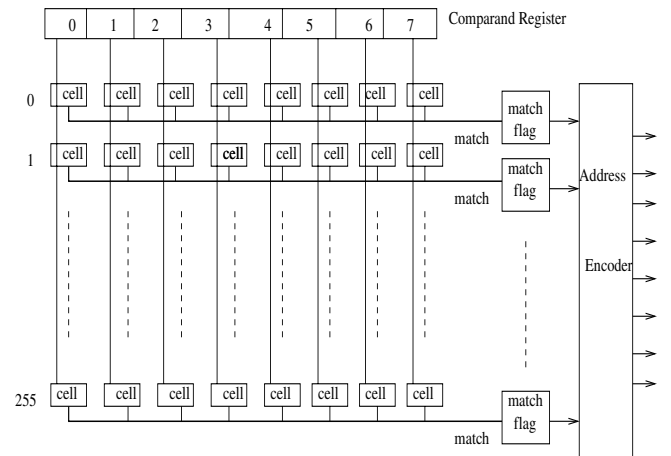 0 1 2 3 4 5 6 7 Comparand Register
0 cell cell cell cell cell cell cell cell
match flag
match
1 cell cell cell cell cell cell cell cell
match flag
match
Address
Encoder
255 cell cell cell cell cell cell cell cell
match flag
match